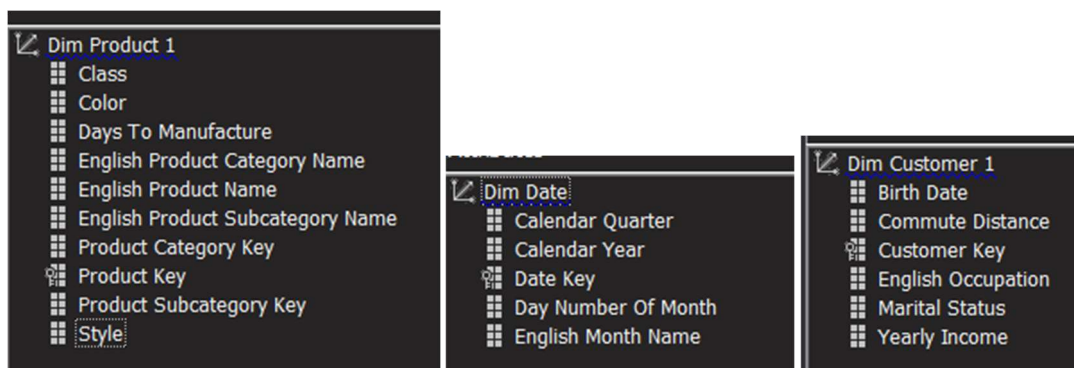 Dim Product 1
Class
Color
Days To Manufacture
English Product Category Name
English Product Name
English Product Subcategory Name
Product Category Key
Product Key
Product Subcategory Key
Style
Dim Date
Calendar Quarter
Calendar Year
Date Key
Day Number Of Month
English Month Name
Dim Customer 1
Birth Date
Commute Distance
Customer Key
English Occupation
Marital Status
Yearly Income